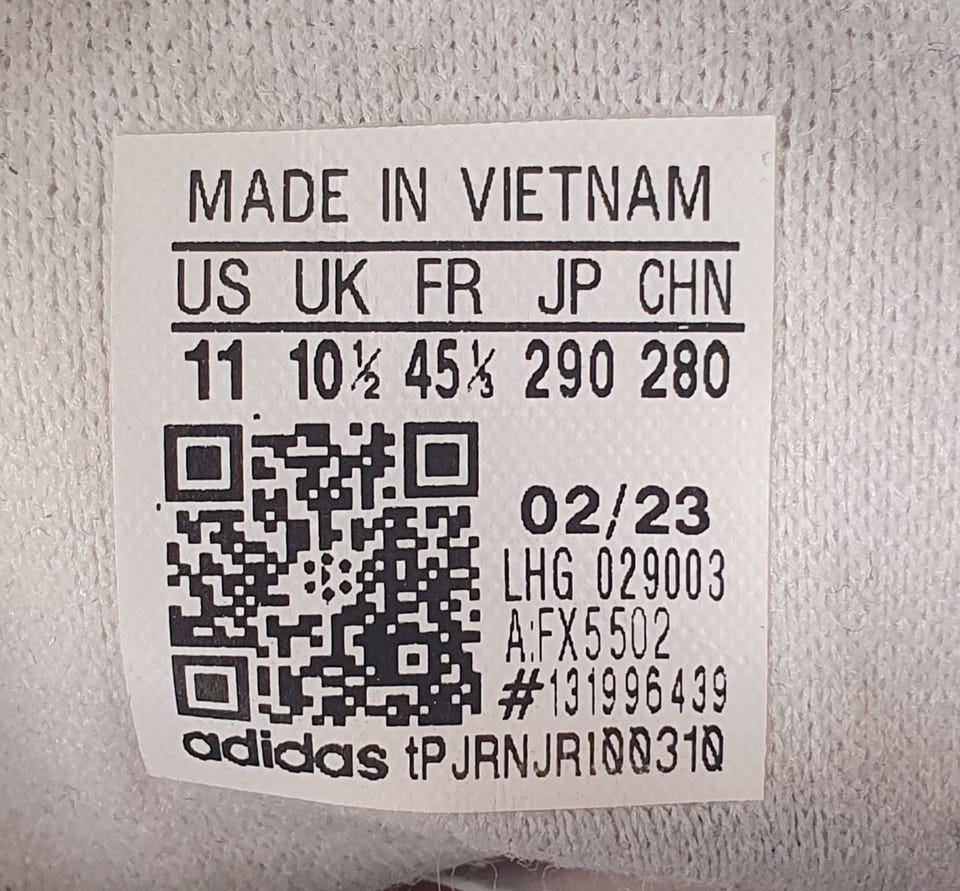 MADE IN VIETNAM
US UK FR JP CHN
11 10½ 45⅓ 290 280
02/23
LHG 029003
A:FX5502
#131996439
adidas tPJRNJRI00310